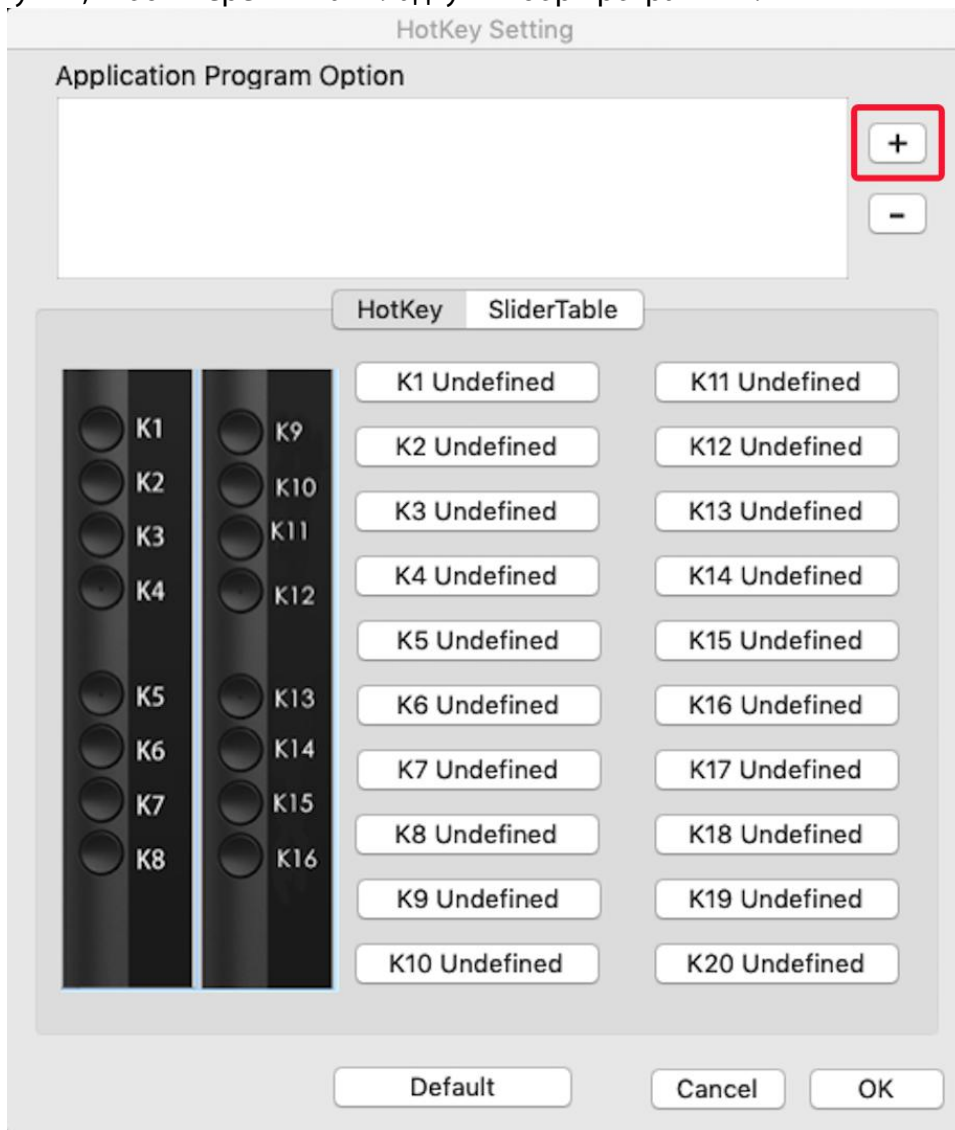 HotKey Setting
Application Program Option
+
-
HotKey SliderTable
K1 Undefined K11 Undefined
K2 Undefined K12 Undefined
K3 Undefined K13 Undefined
K4 Undefined K14 Undefined
K5 Undefined K15 Undefined
K6 Undefined K16 Undefined
K7 Undefined K17 Undefined
K8 Undefined K18 Undefined
K9 Undefined K19 Undefined
K10 Undefined K20 Undefined
K1 K9
K2 K10
K3 K11
K4 K12
K5 K13
K6 K14
K7 K15
K8 K16
Default Cancel OK